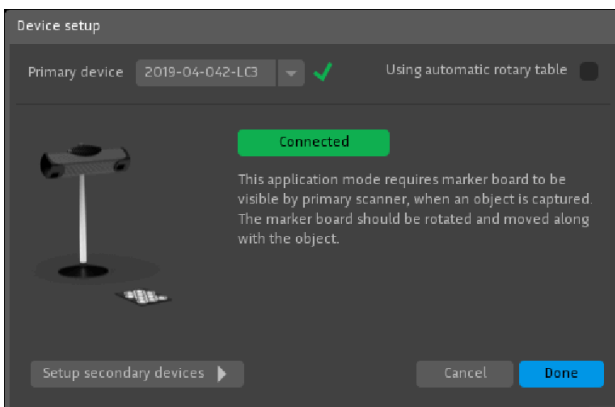 Device setup
Primary device 2019-04-042-LC3 Using automatic rotary table
Connected
This application mode requires marker board to be
visible by primary scanner, when an object is captured.
The marker board should be rotated and moved along
with the object.
Setup secondary devices Cancel Done